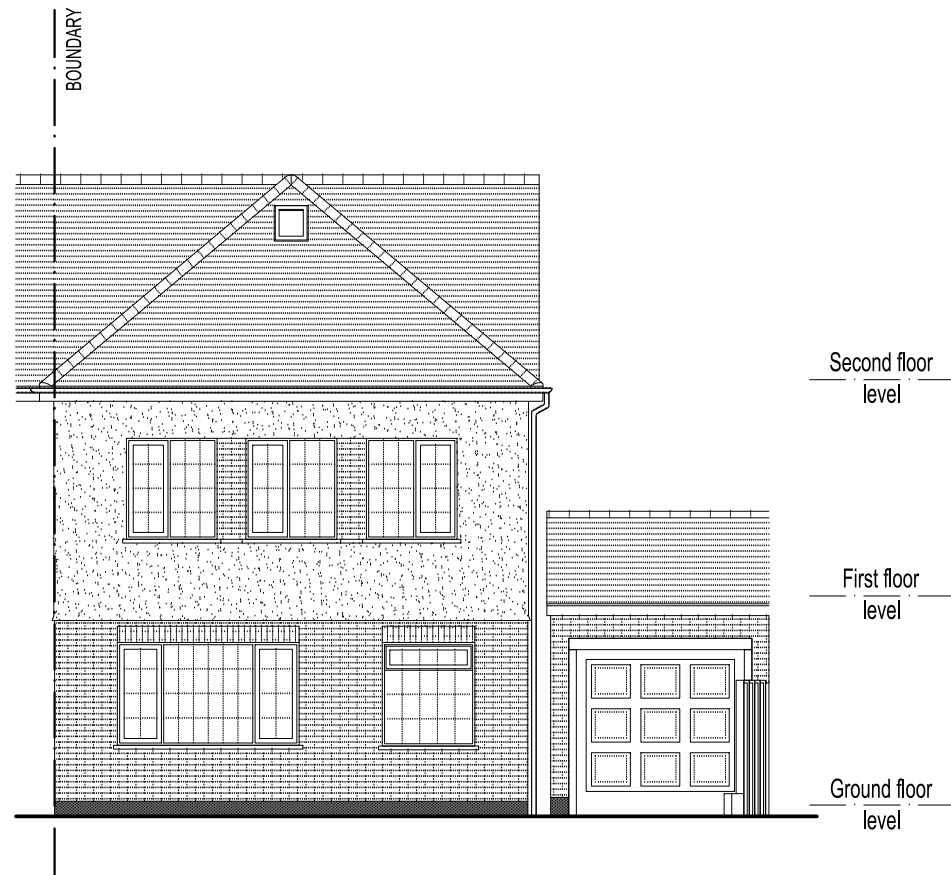 BOUNDARY
Second floor
level
First floor
level
Ground floor
level